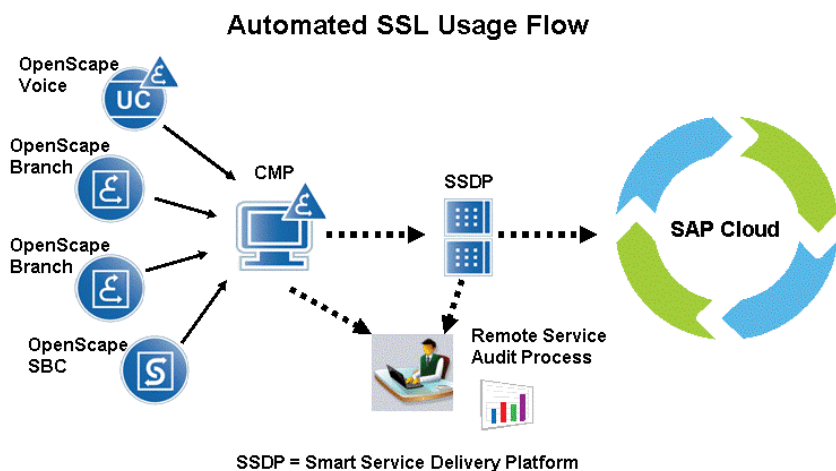 Automated SSL Usage Flow
OpenScape
Voice
UC
OpenScape
Branch
CMP
SSDP
SAP Cloud
OpenScape
Branch
OpenScape
SBC
S
Remote Service
Audit Process
SSDP = Smart Service Delivery Platform